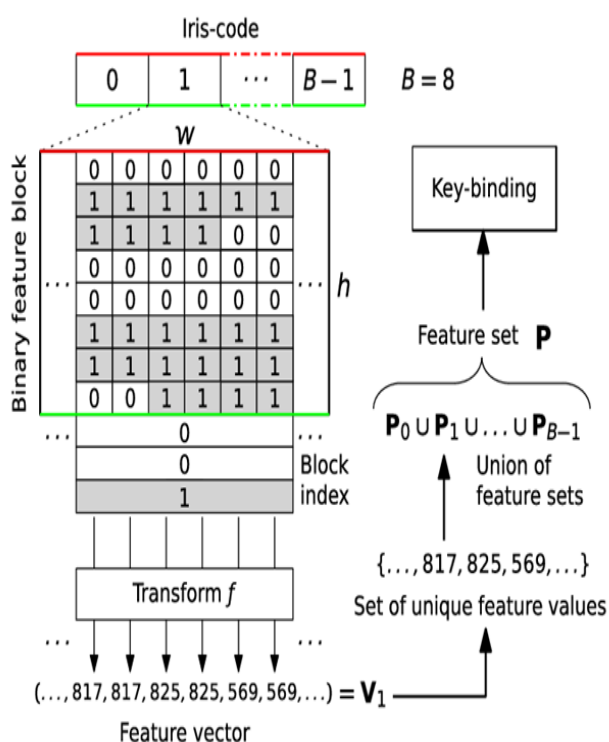 Iris-code
0 1 ... B−1 B = 8
w
Binary feature block
0 0 0 0 0 0
1 1 1 1 1 1
1 1 1 1 0 0
... 0 0 0 0 0 0 ... h
0 0 0 0 0 0
1 1 1 1 1 1
1 1 1 1 1 1
0 0 1 1 1 1
... 0 ...
0
1
Block
index
Transform f
... ...
(..., 817, 817, 825, 825, 569, 569, ...) = V1
Feature vector
Key-binding
Feature set P
P0 ∪ P1 ∪ ... ∪ PB−1
Union of
feature sets
{..., 817, 825, 569, ...}
Set of unique feature values